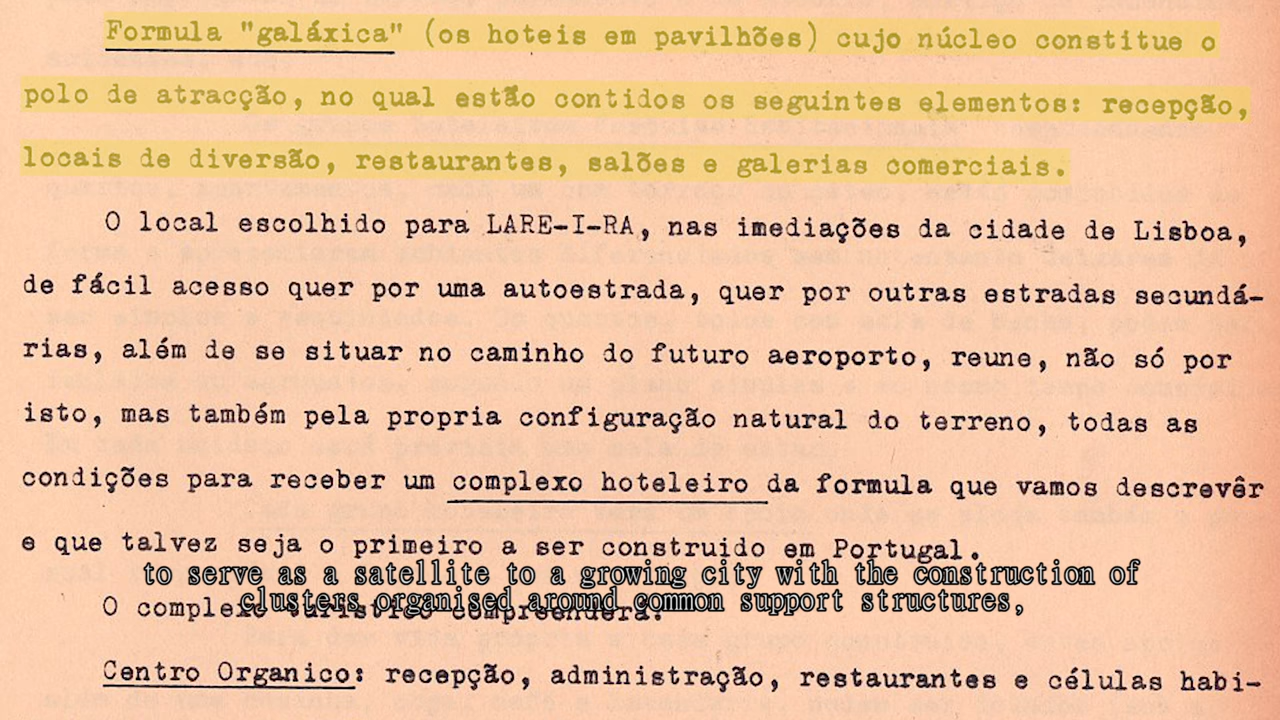 Formula "galáxica" (os hoteis em pavilhões) cujo núcleo constitue o
polo de atracção, no qual estão contidos os seguintes elementos: recepção,
locais de diversão, restaurantes, salões e galerias comerciais.
O local escolhido para LARE-I-RA, nas imediações da cidade de Lisboa,
de fácil acesso quer por uma autoestrada, quer por outras estradas secundá-
rias, além de se situar no caminho do futuro aeroporto, reune, não só por
isto, mas também pela propria configuração natural do terreno, todas as
condições para receber um complexo hoteleiro da formula que vamos descrevêr
e que talvez seja o primeiro a ser construido em Portugal.
to serve as a satellite to a growing city with the construction of
clusters organised around common support structures,
O complexo turistico compreenderá:
Centro Organico: recepção, administração, restaurantes e células habi-